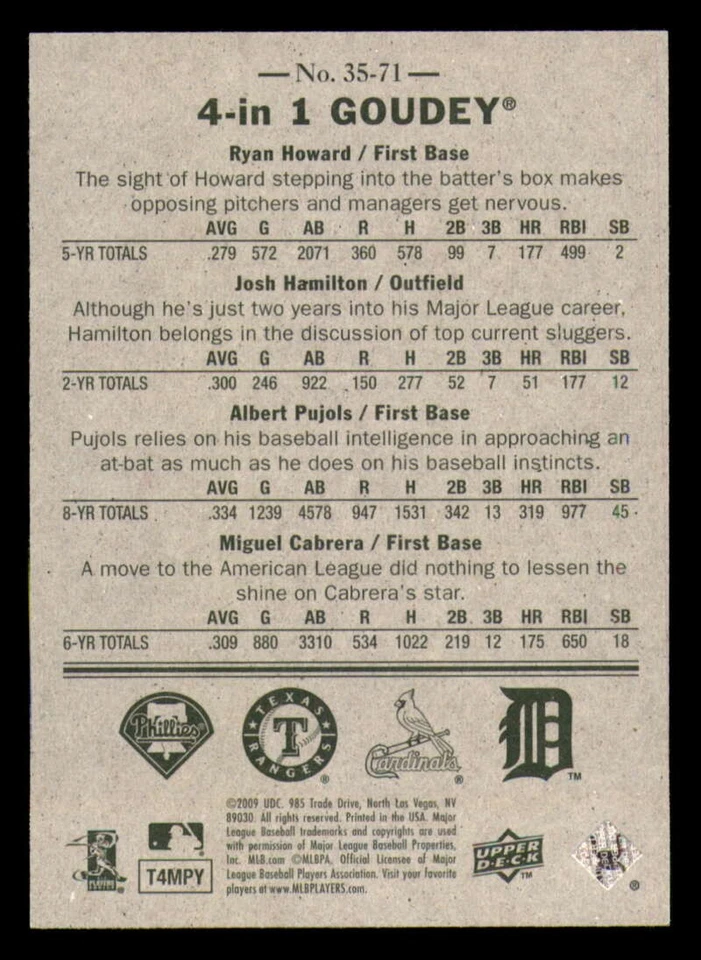 No. 35-71
4-in 1 GOUDEY®
Ryan Howard / First Base
The sight of Howard stepping into the batter's box makes
opposing pitchers and managers get nervous.
AVG G AB R H 2B 3B HR RBI SB
5-YR TOTALS .279 572 2071 360 578 99 7 177 499 2
Josh Hamilton / Outfield
Although he's just two years into his Major League career,
Hamilton belongs in the discussion of top current sluggers.
AVG G AB R H 2B 3B HR RBI SB
2-YR TOTALS .300 246 922 150 277 52 7 51 177 12
Albert Pujols / First Base
Pujols relies on his baseball intelligence in approaching an
at-bat as much as he does on his baseball instincts.
AVG G AB R H 2B 3B HR RBI SB
8-YR TOTALS .334 1239 4578 947 1531 342 13 319 977 45
Miguel Cabrera / First Base
A move to the American League did nothing to lessen the
shine on Cabrera's star.
AVG G AB R H 2B 3B HR RBI SB
6-YR TOTALS .309 880 3310 534 1022 219 12 175 650 18
Phillies
TEXAS
T
RANGERS ®
Cardinals ®
D TM
©2009 UDC. 985 Trade Drive, North Las Vegas, NV
89030. All rights reserved. Printed in the USA. Major
League Baseball trademarks and copyrights are used
with permission of Major League Baseball Properties,
Inc. MLB.com ©MLBPA, Official Licensee of Major
League Baseball Players Association. Visit your favorite
players at www.MLBPLAYERS.com.
T4MPY
UPPER
DECK
TM
®